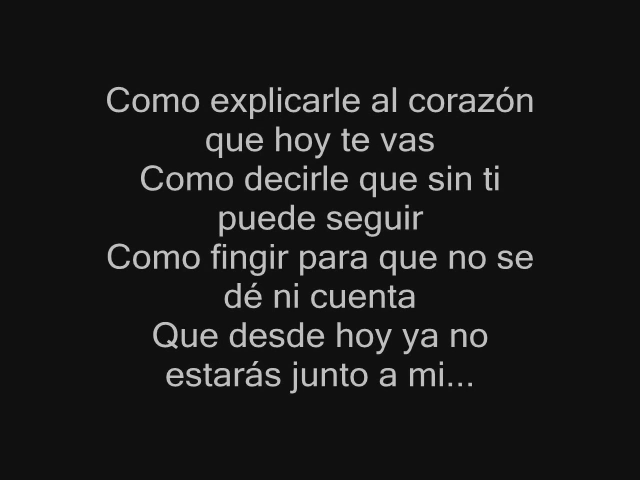 Como explicarle al corazón
que hoy te vas
Como decirle que sin ti
puede seguir
Como fingir para que no se
dé ni cuenta
Que desde hoy ya no
estarás junto a mi...